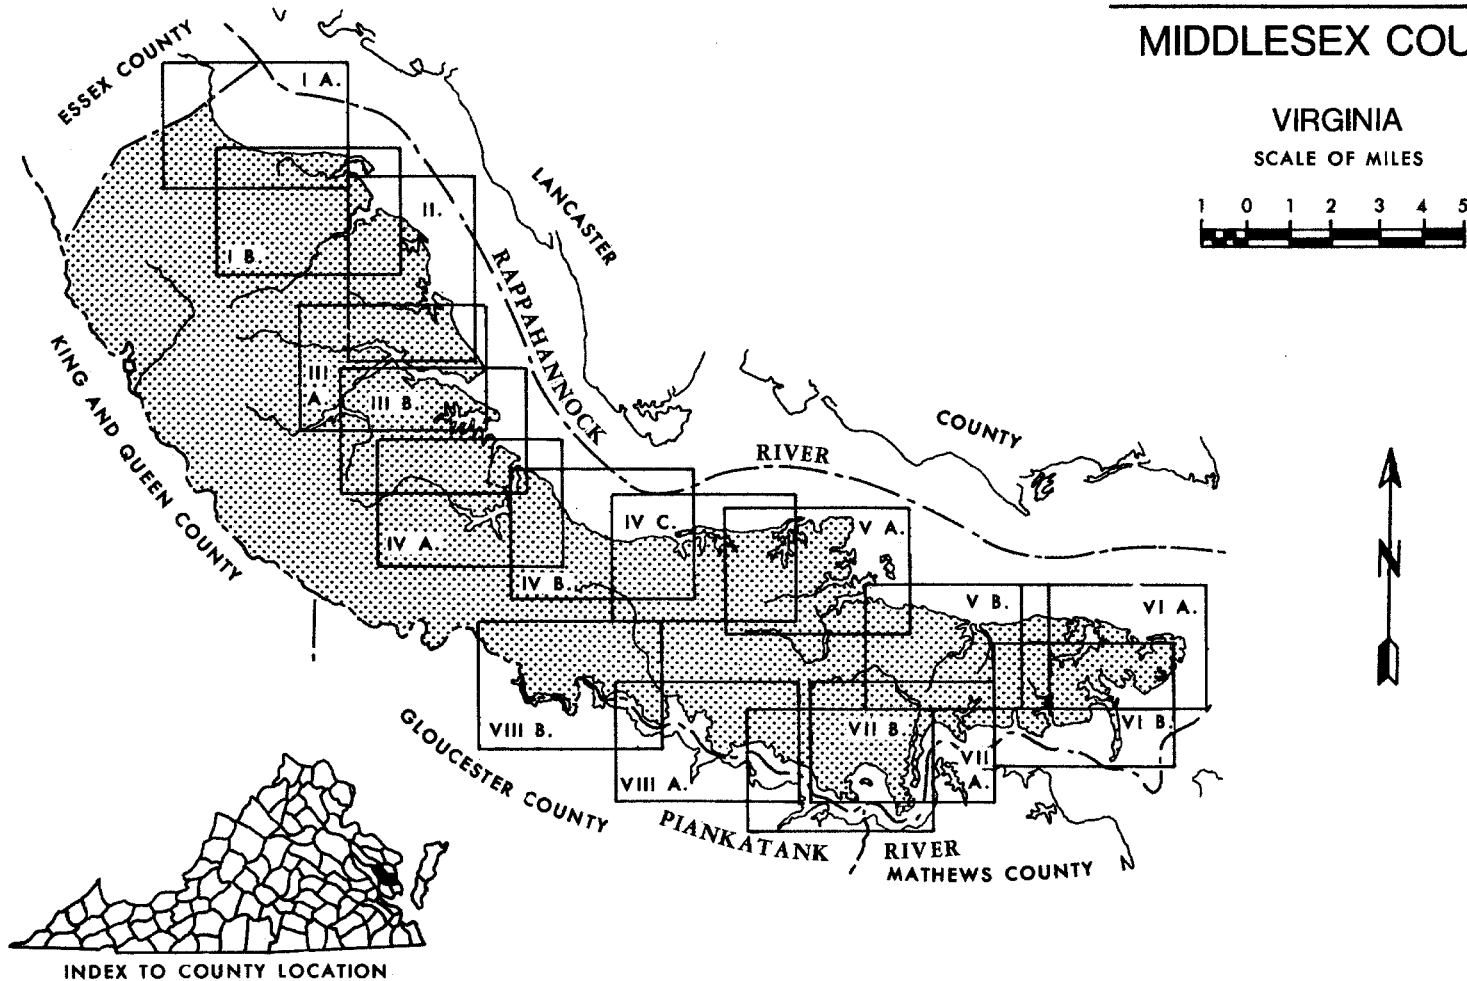 MIDDLESEX COU
VIRGINIA
SCALE OF MILES
1 0 1 2 3 4 5
ESSEX COUNTY
I A.
II.
I B.
LANCASTER
COUNTY
RAPPAHANNOCK
RIVER
KING AND QUEEN COUNTY
III
A.
III B.
IV A.
IV B.
IV C.
V A.
V B.
VI A.
VI B.
VII B.
VII
A.
VIII B.
VIII A.
GLOUCESTER COUNTY
PIANKATANK
RIVER
MATHEWS COUNTY
N
INDEX TO COUNTY LOCATION